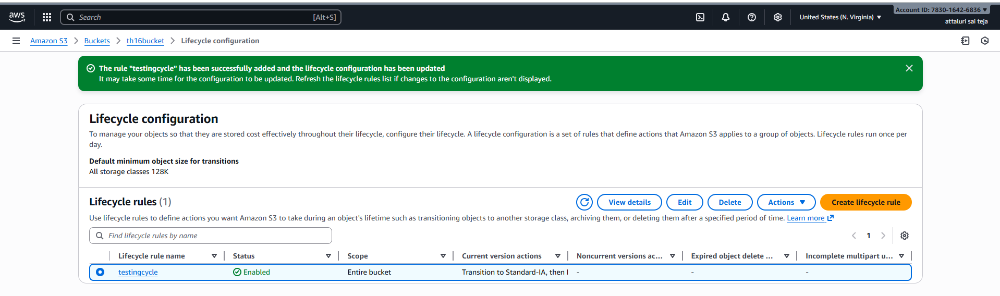 aws
Search [Alt+S]
United States (N. Virginia)
Account ID: 7830-1642-6836
attaluri sai teja
Amazon S3 Buckets th16bucket Lifecycle configuration
The rule "testingcycle" has been successfully added and the lifecycle configuration has been updated
It may take some time for the configuration to be updated. Refresh the lifecycle rules list if changes to the configuration aren't displayed.
Lifecycle configuration
To manage your objects so that they are stored cost effectively throughout their lifecycle, configure their lifecycle. A lifecycle configuration is a set of rules that define actions that Amazon S3 applies to a group of objects. Lifecycle rules run once per
day.
Default minimum object size for transitions
All storage classes 128K
Lifecycle rules (1)
View details Edit Delete Actions Create lifecycle rule
Use lifecycle rules to define actions you want Amazon S3 to take during an object's lifetime such as transitioning objects to another storage class, archiving them, or deleting them after a specified period of time. Learn more
Find lifecycle rules by name
1
Lifecycle rule name Status Scope Current version actions Noncurrent versions ac... Expired object delete ... Incomplete multipart u...
testingcycle Enabled Entire bucket Transition to Standard-IA, then - - -